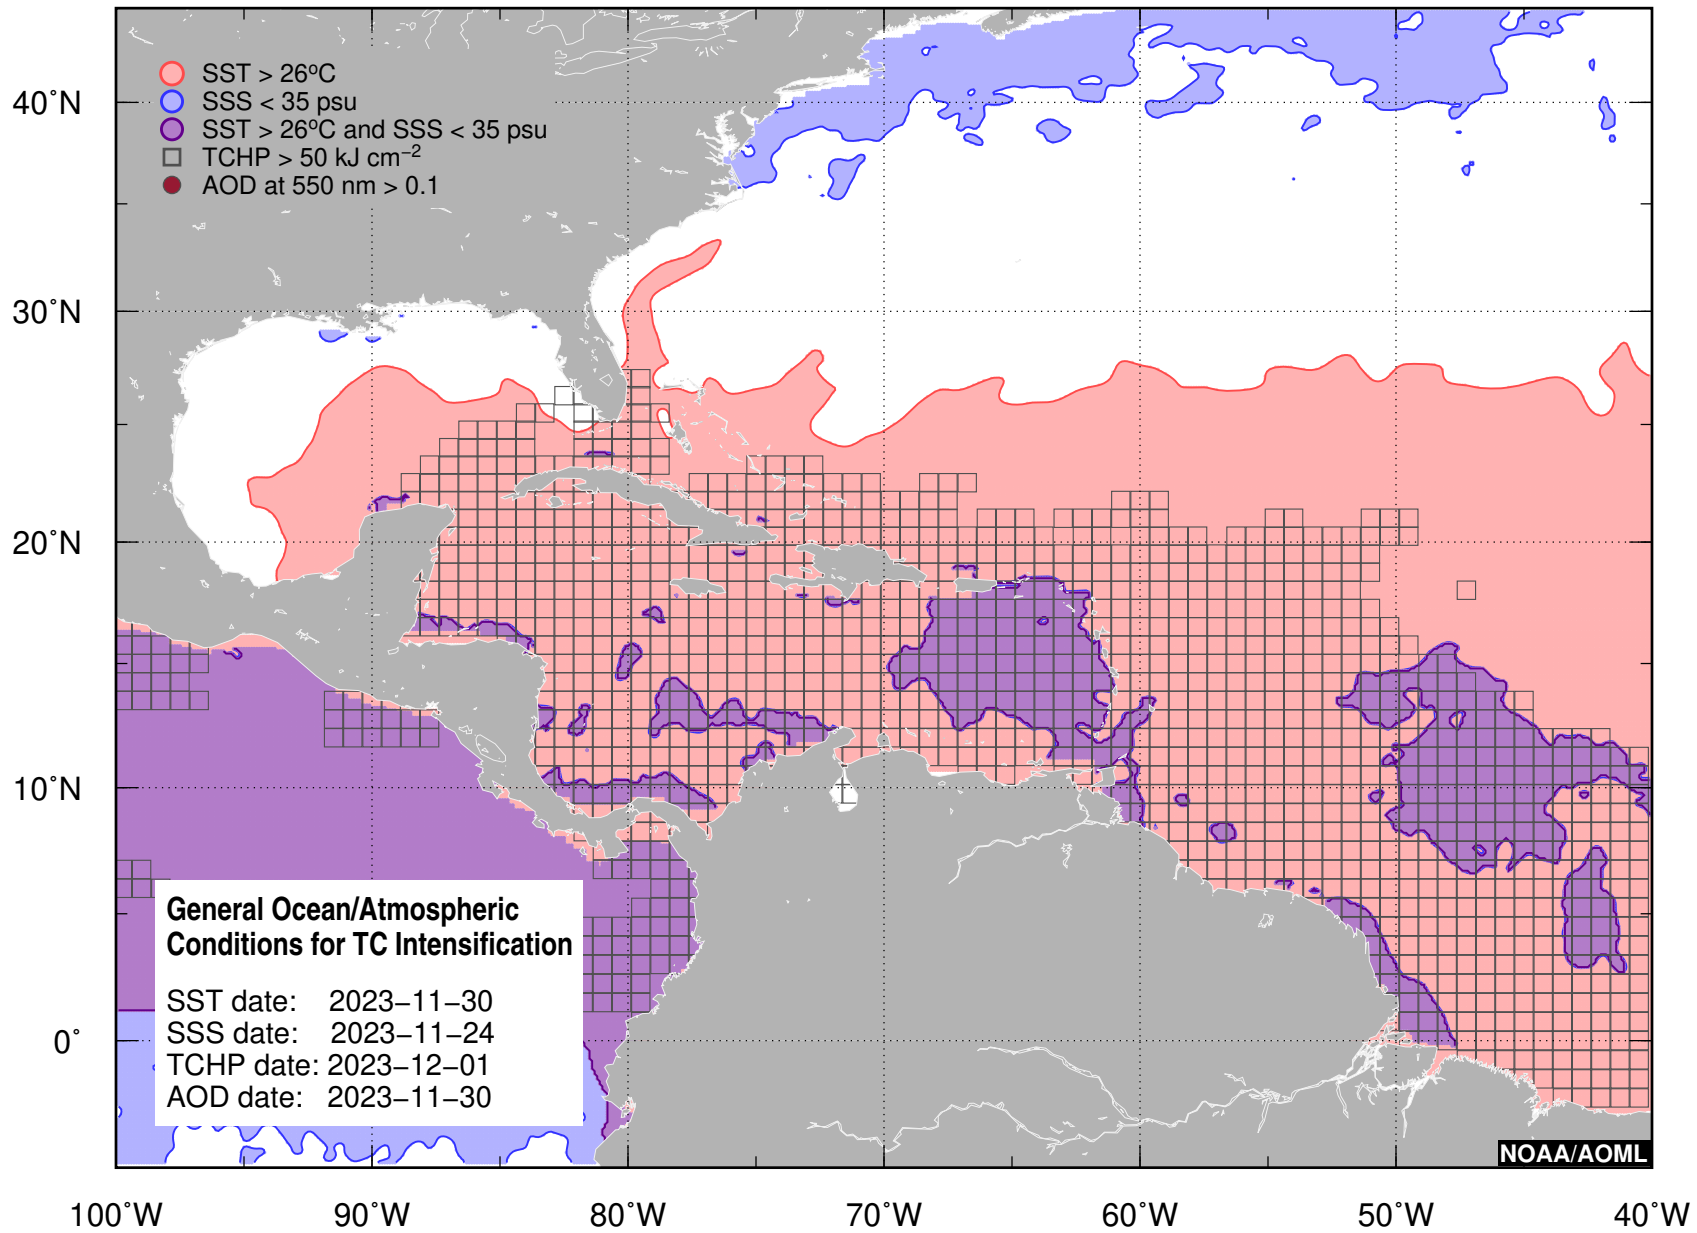 SST > 26°C
SSS < 35 psu
SST > 26°C and SSS < 35 psu
TCHP > 50 kJ cm⁻²
AOD at 550 nm > 0.1
40°N
30°N
20°N
10°N
0°
General Ocean/Atmospheric
Conditions for TC Intensification
SST date: 2023−11−30
SSS date: 2023−11−24
TCHP date: 2023−12−01
AOD date: 2023−11−30
NOAA/AOML
100°W 90°W 80°W 70°W 60°W 50°W 40°W